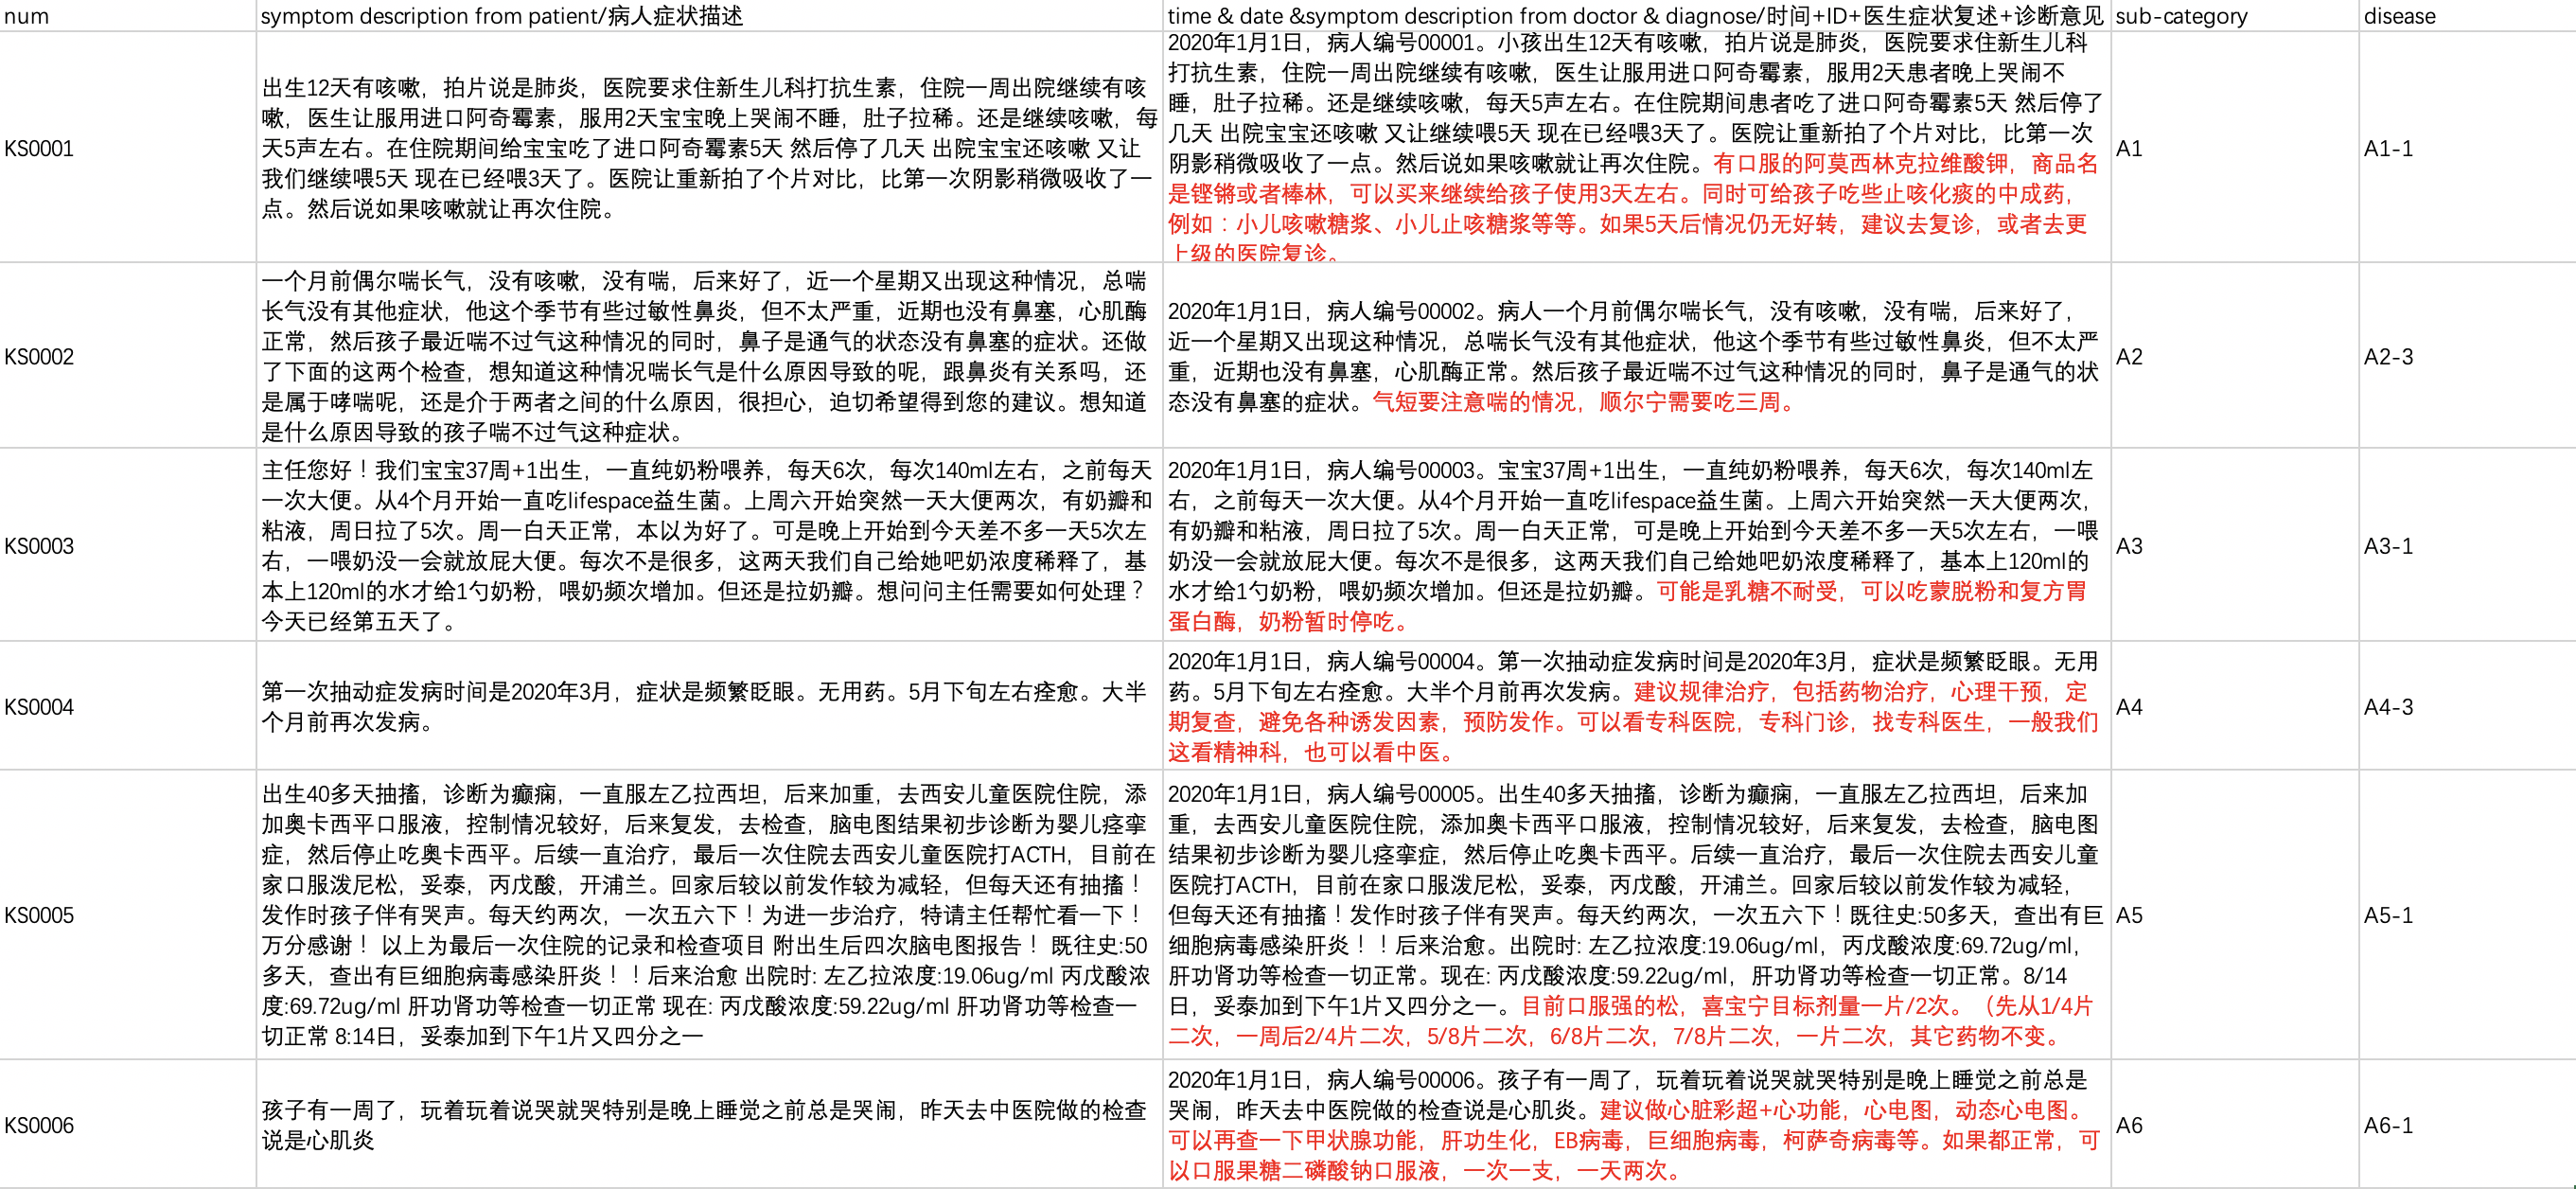 num
symptom description from patient/病人症状描述
time & date &symptom description from doctor & diagnose/时间+ID+医生症状复述+诊断意见
sub-category
disease
KS0001
出生12天有咳嗽，拍片说是肺炎，医院要求住新生儿科打抗生素，住院一周出院继续有咳
嗽，医生让服用进口阿奇霉素，服用2天宝宝晚上哭闹不睡，肚子拉稀。还是继续咳嗽，每
天5声左右。在住院期间给宝宝吃了进口阿奇霉素5天 然后停了几天 出院宝宝还咳嗽 又让
我们继续喂5天 现在已经喂3天了。医院让重新拍了个片对比，比第一次阴影稍微吸收了一
点。然后说如果咳嗽就让再次住院。
2020年1月1日，病人编号00001。小孩出生12天有咳嗽，拍片说是肺炎，医院要求住新生儿科
打抗生素，住院一周出院继续有咳嗽，医生让服用进口阿奇霉素，服用2天患者晚上哭闹不
睡，肚子拉稀。还是继续咳嗽，每天5声左右。在住院期间患者吃了进口阿奇霉素5天 然后停了
几天 出院宝宝还咳嗽 又让继续喂5天 现在已经喂3天了。医院让重新拍了个片对比，比第一次
阴影稍微吸收了一点。然后说如果咳嗽就让再次住院。有口服的阿莫西林克拉维酸钾，商品名
是铿锵或者棒林，可以买来继续给孩子使用3天左右。同时可给孩子吃些止咳化痰的中成药，
例如：小儿咳嗽糖浆、小儿止咳糖浆等等。如果5天后情况仍无好转，建议去复诊，或者去更
上级的医院复诊。
A1
A1-1
KS0002
一个月前偶尔喘长气，没有咳嗽，没有喘，后来好了，近一个星期又出现这种情况，总喘
长气没有其他症状，他这个季节有些过敏性鼻炎，但不太严重，近期也没有鼻塞，心肌酶
正常，然后孩子最近喘不过气这种情况的同时，鼻子是通气的状态没有鼻塞的症状。还做
了下面的这两个检查，想知道这种情况喘长气是什么原因导致的呢，跟鼻炎有关系吗，还
是属于哮喘呢，还是介于两者之间的什么原因，很担心，迫切希望得到您的建议。想知道
是什么原因导致的孩子喘不过气这种症状。
2020年1月1日，病人编号00002。病人一个月前偶尔喘长气，没有咳嗽，没有喘，后来好了，
近一个星期又出现这种情况，总喘长气没有其他症状，他这个季节有些过敏性鼻炎，但不太严
重，近期也没有鼻塞，心肌酶正常。然后孩子最近喘不过气这种情况的同时，鼻子是通气的状
态没有鼻塞的症状。气短要注意喘的情况，顺尔宁需要吃三周。
A2
A2-3
KS0003
主任您好！我们宝宝37周+1出生，一直纯奶粉喂养，每天6次，每次140ml左右，之前每天
一次大便。从4个月开始一直吃lifespace益生菌。上周六开始突然一天大便两次，有奶瓣和
粘液，周日拉了5次。周一白天正常，本以为好了。可是晚上开始到今天差不多一天5次左
右，一喂奶没一会就放屁大便。每次不是很多，这两天我们自己给她吧奶浓度稀释了，基
本上120ml的水才给1勺奶粉，喂奶频次增加。但还是拉奶瓣。想问问主任需要如何处理？
今天已经第五天了。
2020年1月1日，病人编号00003。宝宝37周+1出生，一直纯奶粉喂养，每天6次，每次140ml左
右，之前每天一次大便。从4个月开始一直吃lifespace益生菌。上周六开始突然一天大便两次，
有奶瓣和粘液，周日拉了5次。周一白天正常，可是晚上开始到今天差不多一天5次左右，一喂
奶没一会就放屁大便。每次不是很多，这两天我们自己给她吧奶浓度稀释了，基本上120ml的
水才给1勺奶粉，喂奶频次增加。但还是拉奶瓣。可能是乳糖不耐受，可以吃蒙脱粉和复方胃
蛋白酶，奶粉暂时停吃。
A3
A3-1
KS0004
第一次抽动症发病时间是2020年3月，症状是频繁眨眼。无用药。5月下旬左右痊愈。大半
个月前再次发病。
2020年1月1日，病人编号00004。第一次抽动症发病时间是2020年3月，症状是频繁眨眼。无用
药。5月下旬左右痊愈。大半个月前再次发病。建议规律治疗，包括药物治疗，心理干预，定
期复查，避免各种诱发因素，预防发作。可以看专科医院，专科门诊，找专科医生，一般我们
这看精神科，也可以看中医。
A4
A4-3
KS0005
出生40多天抽搐，诊断为癫痫，一直服左乙拉西坦，后来加重，去西安儿童医院住院，添
加奥卡西平口服液，控制情况较好，后来复发，去检查，脑电图结果初步诊断为婴儿痉挛
症，然后停止吃奥卡西平。后续一直治疗，最后一次住院去西安儿童医院打ACTH，目前在
家口服泼尼松，妥泰，丙戊酸，开浦兰。回家后较以前发作较为减轻，但每天还有抽搐！
发作时孩子伴有哭声。每天约两次，一次五六下！为进一步治疗，特请主任帮忙看一下！
万分感谢！ 以上为最后一次住院的记录和检查项目 附出生后四次脑电图报告！ 既往史:50
多天，查出有巨细胞病毒感染肝炎！！后来治愈 出院时: 左乙拉浓度:19.06ug/ml 丙戊酸浓
度:69.72ug/ml 肝功肾功等检查一切正常 现在: 丙戊酸浓度:59.22ug/ml 肝功肾功等检查一
切正常 8:14日，妥泰加到下午1片又四分之一
2020年1月1日，病人编号00005。出生40多天抽搐，诊断为癫痫，一直服左乙拉西坦，后来加
重，去西安儿童医院住院，添加奥卡西平口服液，控制情况较好，后来复发，去检查，脑电图
结果初步诊断为婴儿痉挛症，然后停止吃奥卡西平。后续一直治疗，最后一次住院去西安儿童
医院打ACTH，目前在家口服泼尼松，妥泰，丙戊酸，开浦兰。回家后较以前发作较为减轻，
但每天还有抽搐！发作时孩子伴有哭声。每天约两次，一次五六下！既往史:50多天，查出有巨
细胞病毒感染肝炎！！后来治愈。出院时: 左乙拉浓度:19.06ug/ml，丙戊酸浓度:69.72ug/ml，
肝功肾功等检查一切正常。现在: 丙戊酸浓度:59.22ug/ml，肝功肾功等检查一切正常。8/14
日，妥泰加到下午1片又四分之一。目前口服强的松，喜宝宁目标剂量一片/2次。（先从1/4片
二次，一周后2/4片二次，5/8片二次，6/8片二次，7/8片二次，一片二次，其它药物不变。
A5
A5-1
KS0006
孩子有一周了，玩着玩着说哭就哭特别是晚上睡觉之前总是哭闹，昨天去中医院做的检查
说是心肌炎
2020年1月1日，病人编号00006。孩子有一周了，玩着玩着说哭就哭特别是晚上睡觉之前总是
哭闹，昨天去中医院做的检查说是心肌炎。建议做心脏彩超+心功能，心电图，动态心电图。
可以再查一下甲状腺功能，肝功生化，EB病毒，巨细胞病毒，柯萨奇病毒等。如果都正常，可
以口服果糖二磷酸钠口服液，一次一支，一天两次。
A6
A6-1